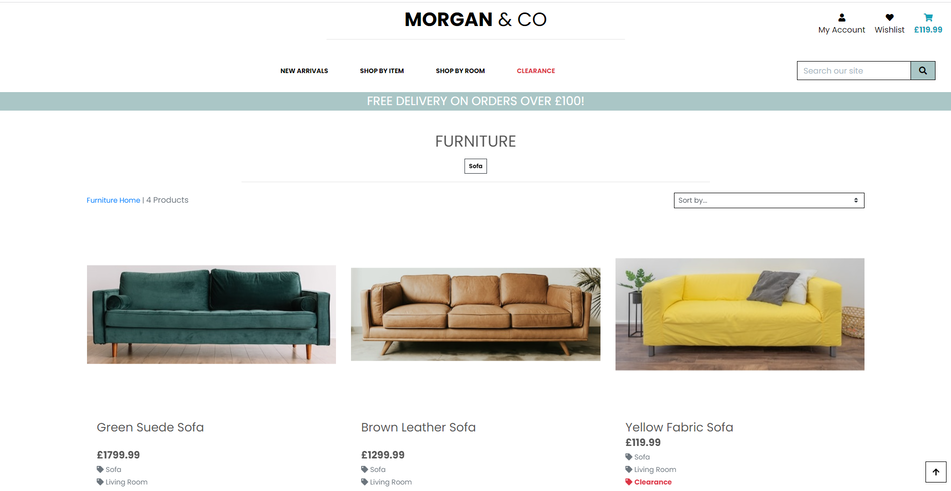 MORGAN & CO
My Account
Wishlist
£119.99
NEW ARRIVALS
SHOP BY ITEM
SHOP BY ROOM
CLEARANCE
Search our site
FREE DELIVERY ON ORDERS OVER £100!
FURNITURE
Sofa
Furniture Home | 4 Products
Sort by...
Green Suede Sofa
£1799.99
Sofa
Living Room
Brown Leather Sofa
£1299.99
Sofa
Living Room
Yellow Fabric Sofa
£119.99
Sofa
Living Room
Clearance